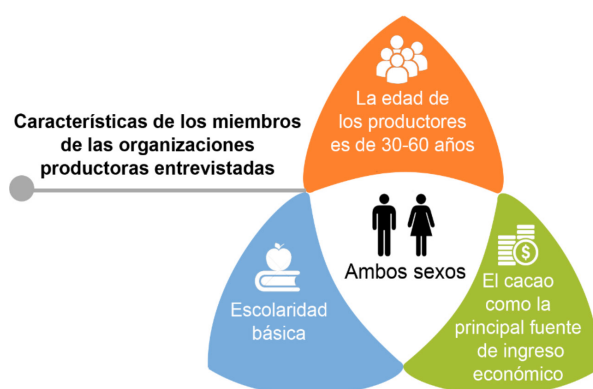 Características de los miembros
de las organizaciones
productoras entrevistadas
La edad de
los productores
es de 30-60 años
Ambos sexos
Escolaridad
básica
$
El cacao
como la
principal fuente
de ingreso
económico